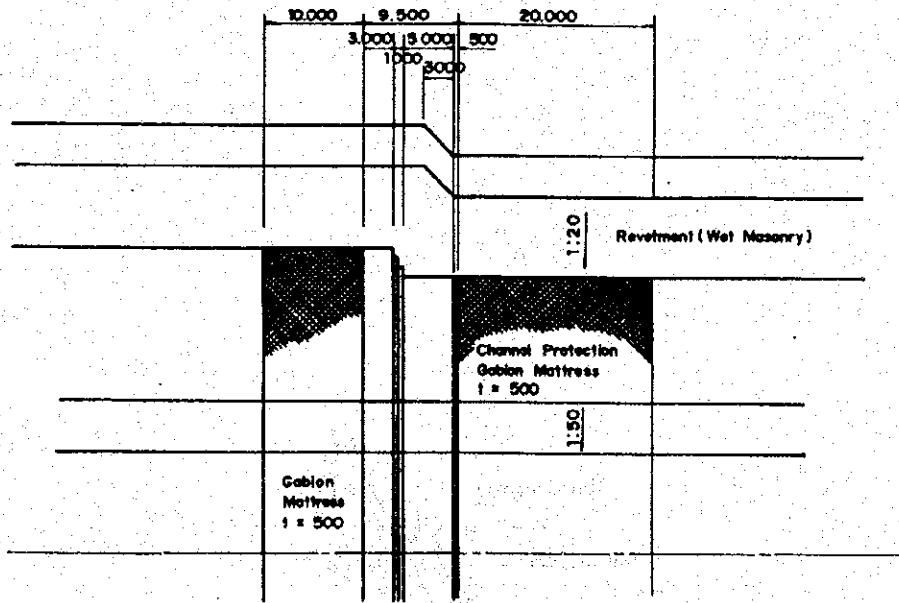 10.000 9.500 20.000
3.000 5.000 500
1000
3000
1:20
Revetment (Wet Masonry)
Channel Protection
Gabion Mattress
t = 500
1:50
Gabion
Mattress
t = 500